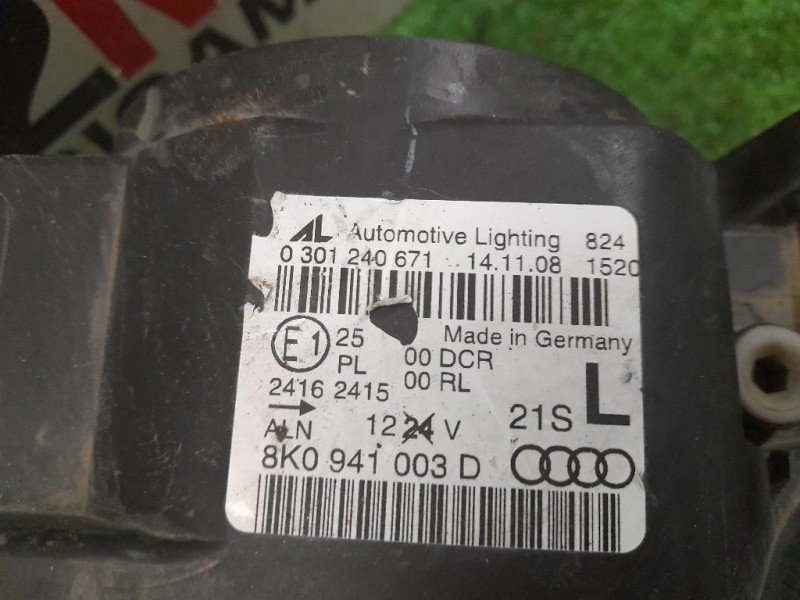 AL Automotive Lighting 824
0 301 240 671 14.11.08 1520
E1 25 00 DCR Made in Germany
PL 00 RL
2416 2415
ALN 12 24 V 21S L
8K0 941 003 D